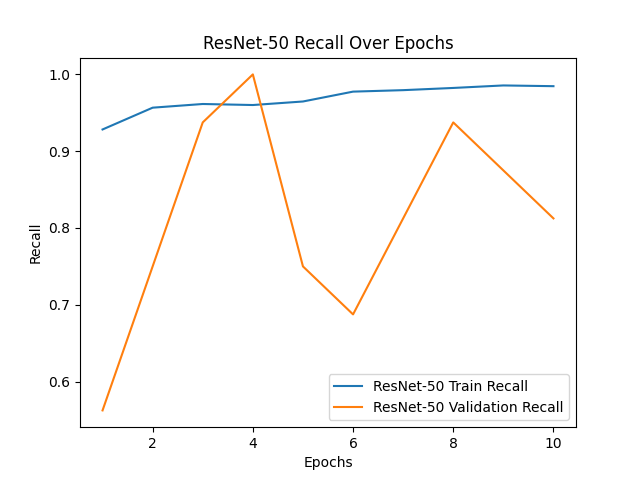 ResNet-50 Recall Over Epochs
1.0
0.9
0.8
0.7
0.6
Recall
ResNet-50 Train Recall
ResNet-50 Validation Recall
2 4 6 8 10
Epochs